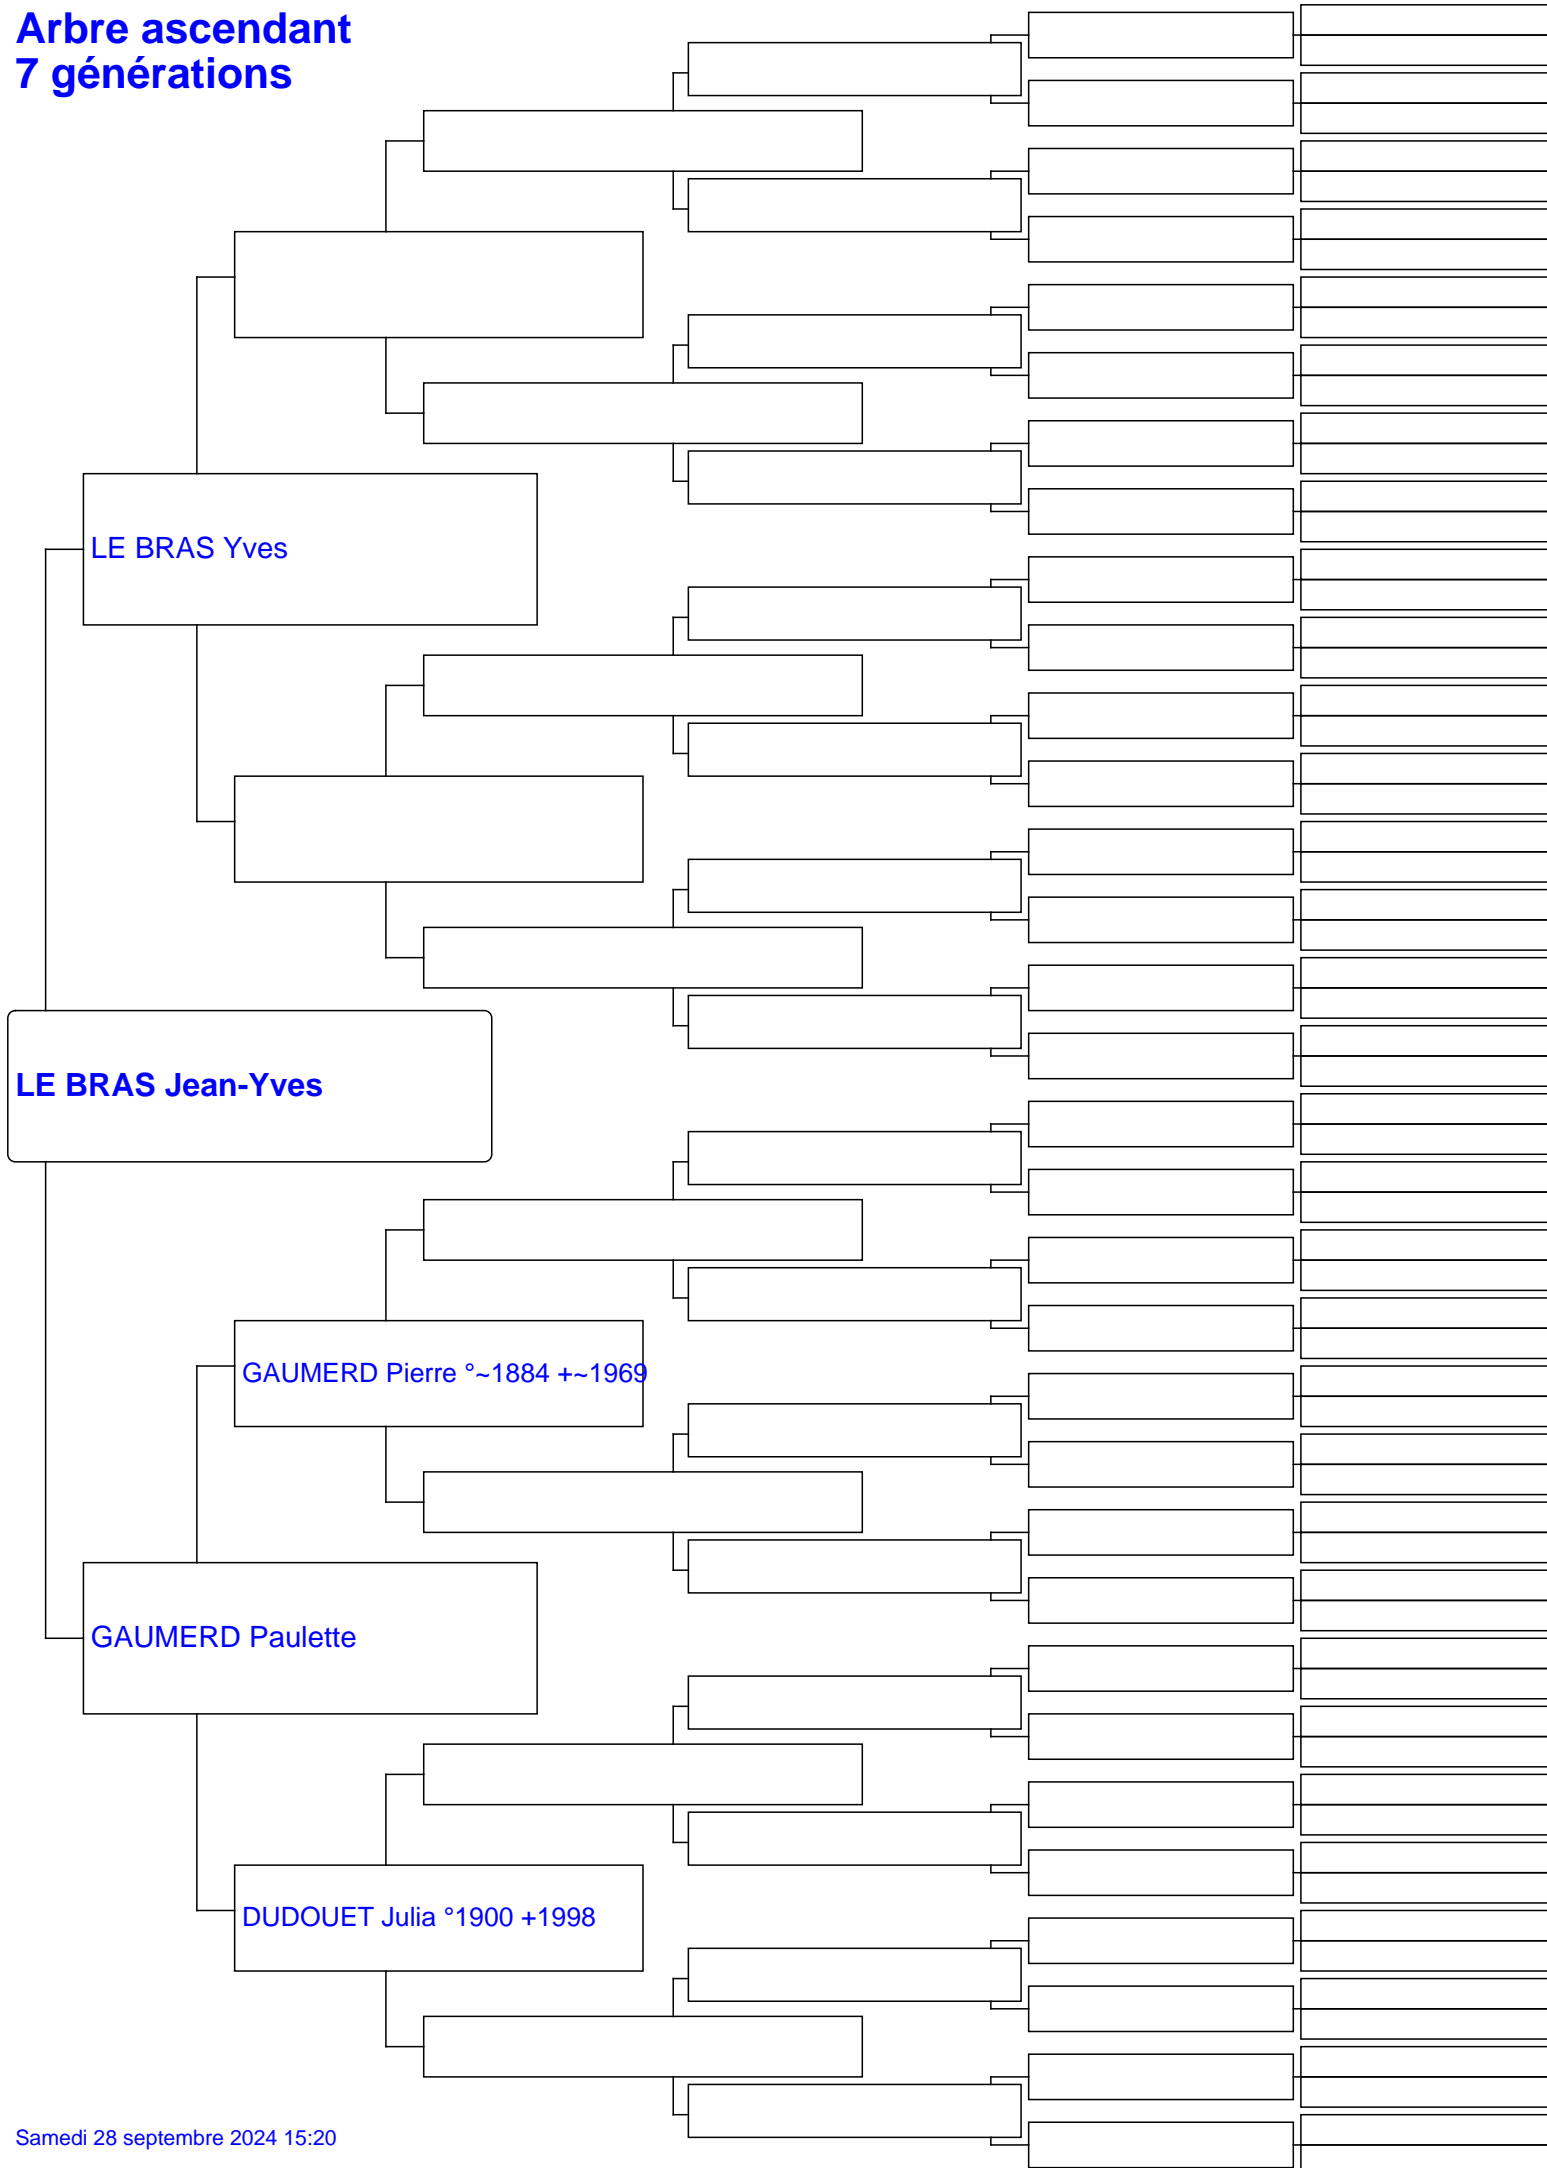 Arbre ascendant
7 générations
LE BRAS Yves
LE BRAS Jean-Yves
GAUMERD Pierre °~1884 +~1969
GAUMERD Paulette
DUDOUET Julia °1900 +1998
Samedi 28 septembre 2024 15:20